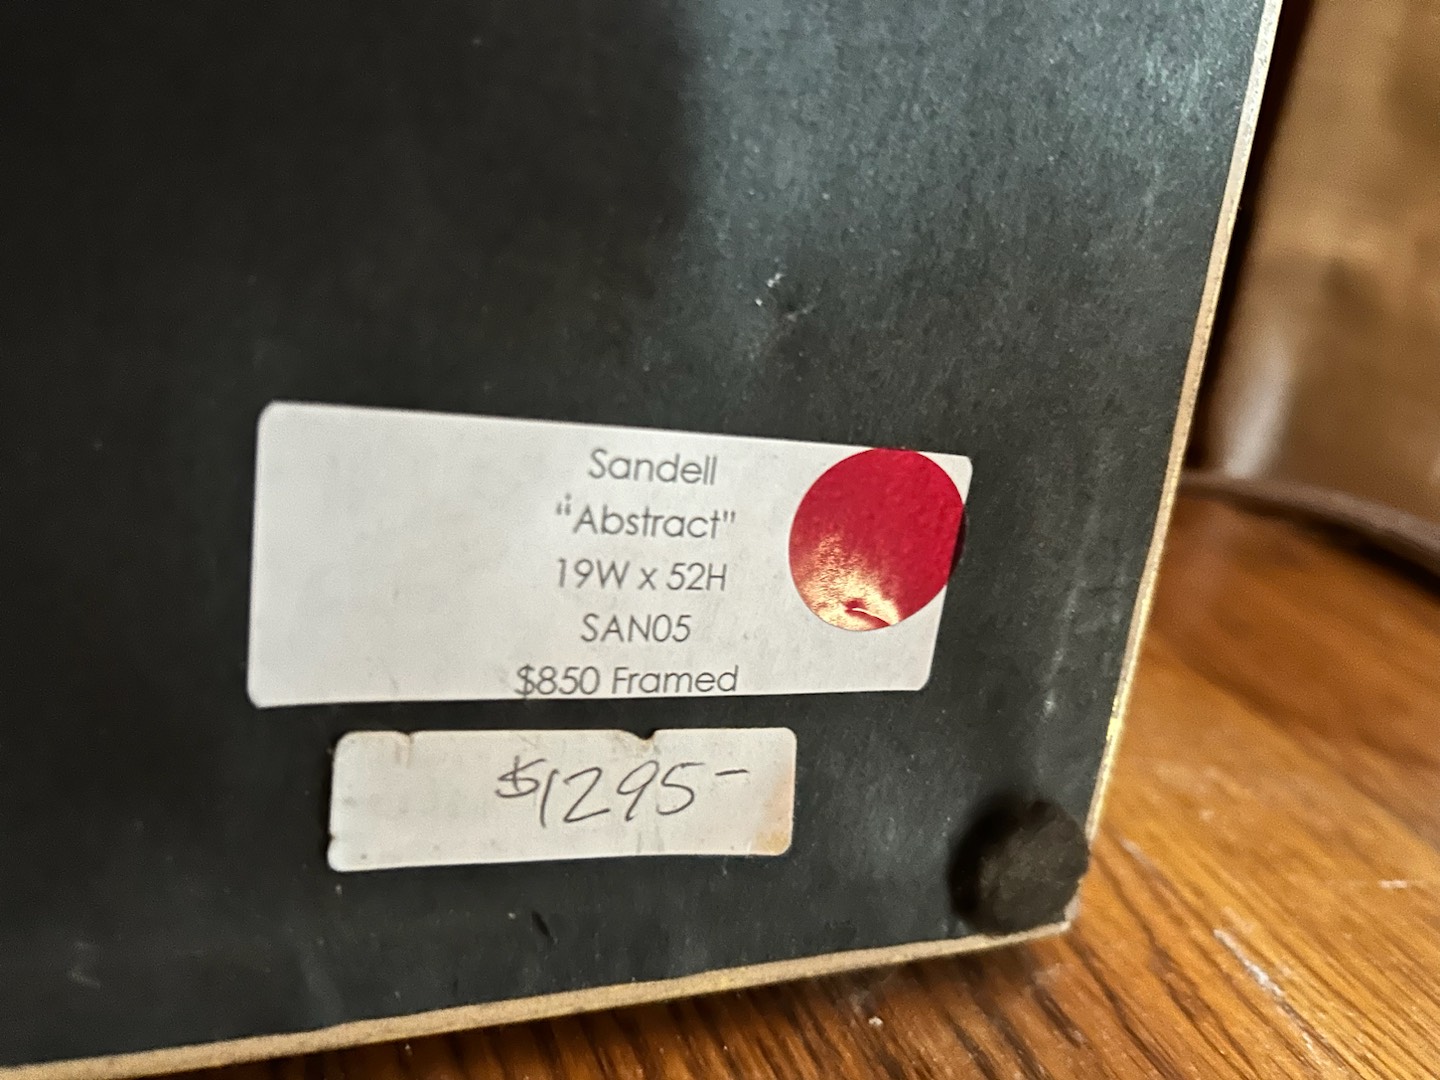 Sandell
"Abstract"
19W x 52H
SAN05
$850 Framed
$1295-